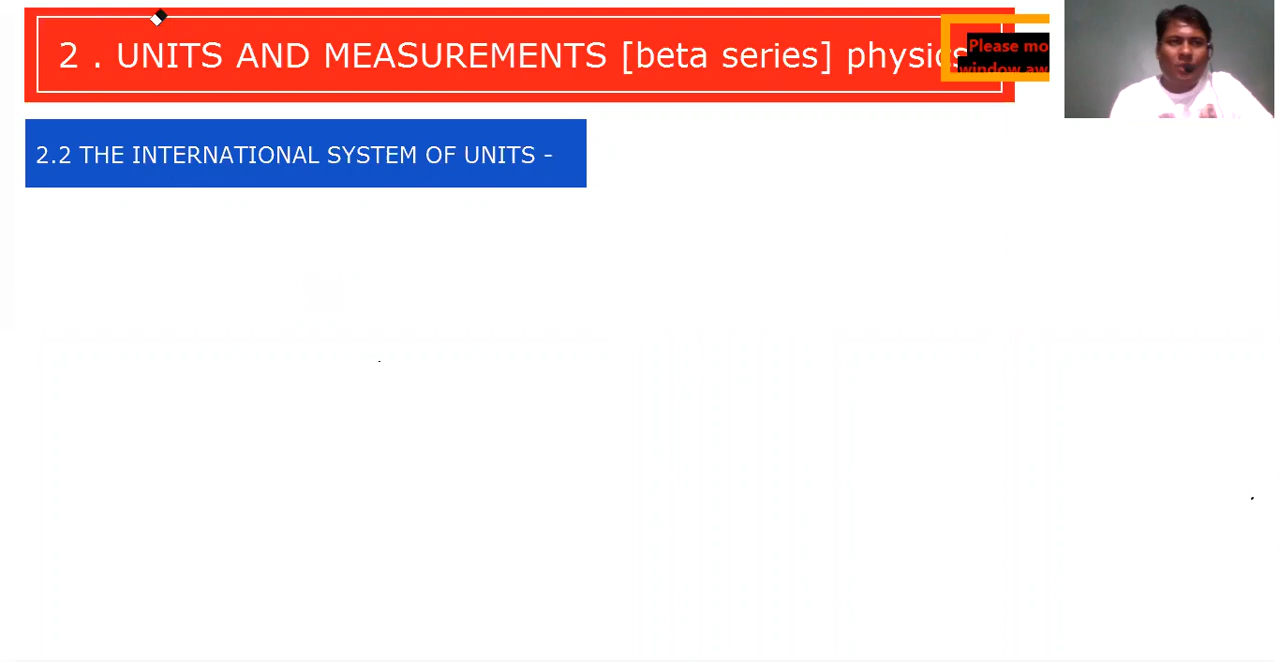 2 . UNITS AND MEASUREMENTS [beta series] physics
Please mo
window aw
2.2 THE INTERNATIONAL SYSTEM OF UNITS -